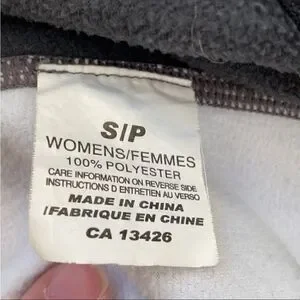 S/P
WOMENS/FEMMES
100% POLYESTER
CARE INFORMATION ON REVERSE SIDE
INSTRUCTIONS D ENTRETIEN AU VERSO
MADE IN CHINA
/FABRIQUE EN CHINE
CA 13426